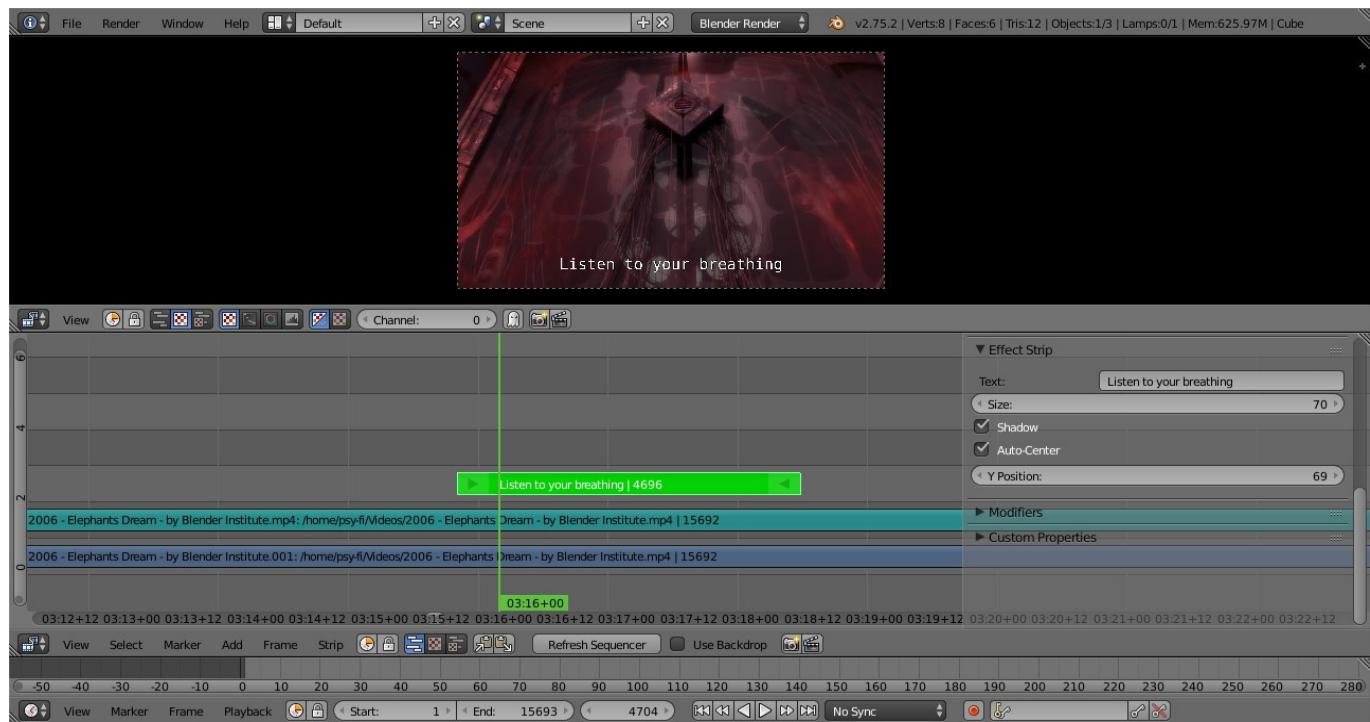 File Render Window Help Default Scene Blender Render v2.75.2 | Verts:8 | Faces:6 | Tris:12 | Objects:1/3 | Lamps:0/1 | Mem:625.97M | Cube
Listen to your breathing
View Channel: 0
6
4
2
0
Effect Strip
Text: Listen to your breathing
Size: 70
Shadow
Auto-Center
Y Position: 69
Modifiers
Custom Properties
Listen to your breathing | 4696
2006 - Elephants Dream - by Blender Institute.mp4: /home/psy-fi/Videos/2006 - Elephants Dream - by Blender Institute.mp4 | 15692
2006 - Elephants Dream - by Blender Institute.001: /home/psy-fi/Videos/2006 - Elephants Dream - by Blender Institute.mp4 | 15692
03:16+00
03:12+12 03:13+00 03:13+12 03:14+00 03:14+12 03:15+00 03:15+12 03:16+00 03:16+12 03:17+00 03:17+12 03:18+00 03:18+12 03:19+00 03:19+12 03:20+00 03:20+12 03:21+00 03:21+12 03:22+00 03:22+12
View Select Marker Add Frame Strip Refresh Sequencer Use Backdrop
-50 -40 -30 -20 -10 0 10 20 30 40 50 60 70 80 90 100 110 120 130 140 150 160 170 180 190 200 210 220 230 240 250 260 270 280
View Marker Frame Playback Start: 1 End: 15693 4704 No Sync